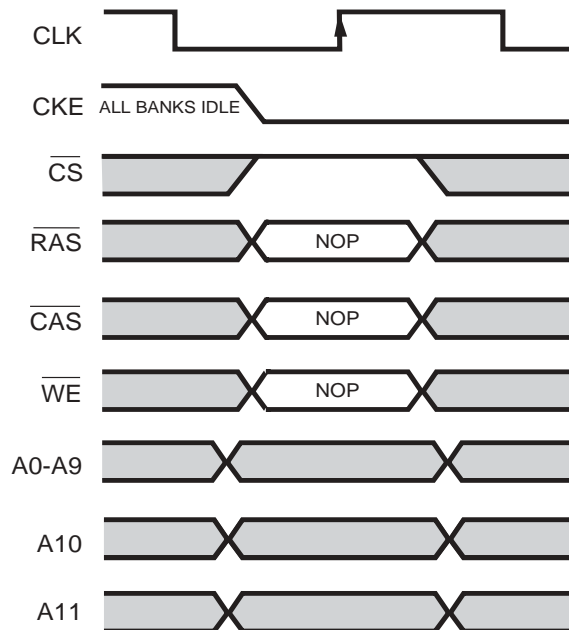 CLK
CKE ALL BANKS IDLE
CS
RAS NOP
CAS NOP
WE NOP
A0-A9
A10
A11